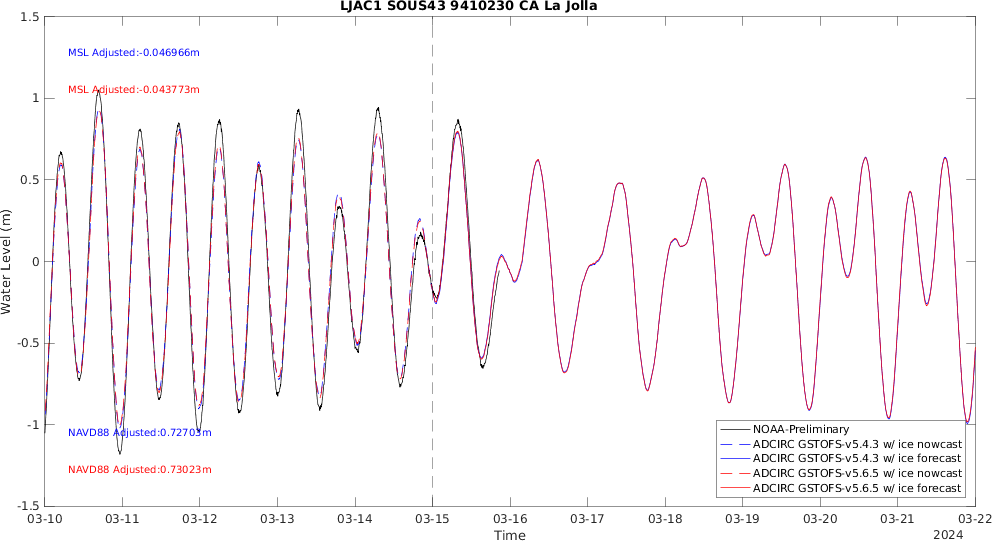 LJAC1 SOUS43 9410230 CA La Jolla
1.5
1
0.5
0
-0.5
-1
-1.5
Water Level (m)
MSL Adjusted:-0.046966m
MSL Adjusted:-0.043773m
NAVD88 Adjusted:0.72703m
NAVD88 Adjusted:0.73023m
NOAA-Preliminary
ADCIRC GSTOFS-v5.4.3 w/ ice nowcast
ADCIRC GSTOFS-v5.4.3 w/ ice forecast
ADCIRC GSTOFS-v5.6.5 w/ ice nowcast
ADCIRC GSTOFS-v5.6.5 w/ ice forecast
03-10 03-11 03-12 03-13 03-14 03-15 03-16 03-17 03-18 03-19 03-20 03-21 03-22
Time
2024